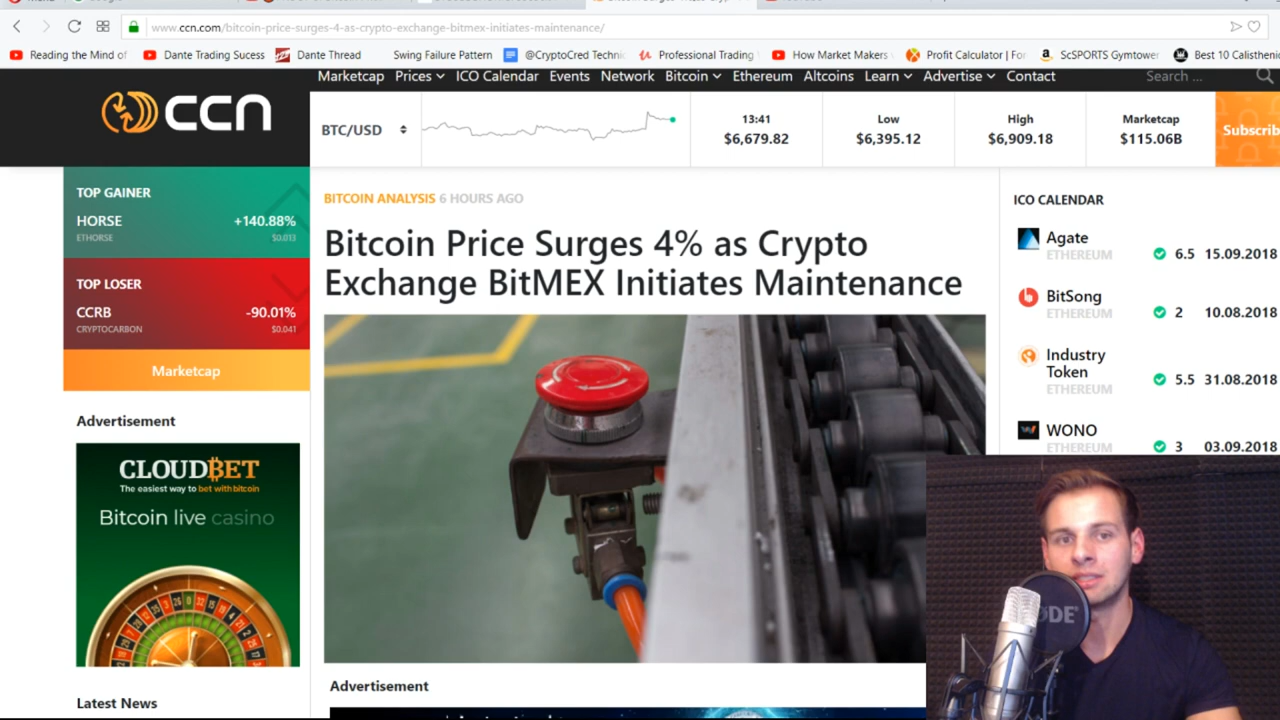 www.ccn.com/bitcoin-price-surges-4-as-crypto-exchange-bitmex-initiates-maintenance/
Reading the Mind of
Dante Trading Sucess
Dante Thread
Swing Failure Pattern
@CryptoCred Technic
Professional Trading
How Market Makers
Profit Calculator | For
ScSPORTS Gymtower
Best 10 Calisthenic
Marketcap Prices ICO Calendar Events Network Bitcoin Ethereum Altcoins Learn Advertise Contact Search ...
ccn
BTC/USD
13:41
$6,679.82
Low
$6,395.12
High
$6,909.18
Marketcap
$115.06B
Subscrib
TOP GAINER
HORSE +140.88%
ETHORSE $0.013
TOP LOSER
CCRB -90.01%
CRYPTOCARBON $0.041
Marketcap
Advertisement
CLOUDBET
The easiest way to bet with bitcoin
Bitcoin live casino
Latest News
BITCOIN ANALYSIS 6 HOURS AGO
Bitcoin Price Surges 4% as Crypto
Exchange BitMEX Initiates Maintenance
Advertisement
ICO CALENDAR
Agate
ETHEREUM
6.5 15.09.2018
BitSong
ETHEREUM
2 10.08.2018
Industry
Token
ETHEREUM
5.5 31.08.2018
WONO
ETHEREUM
3 03.09.2018
RØDE